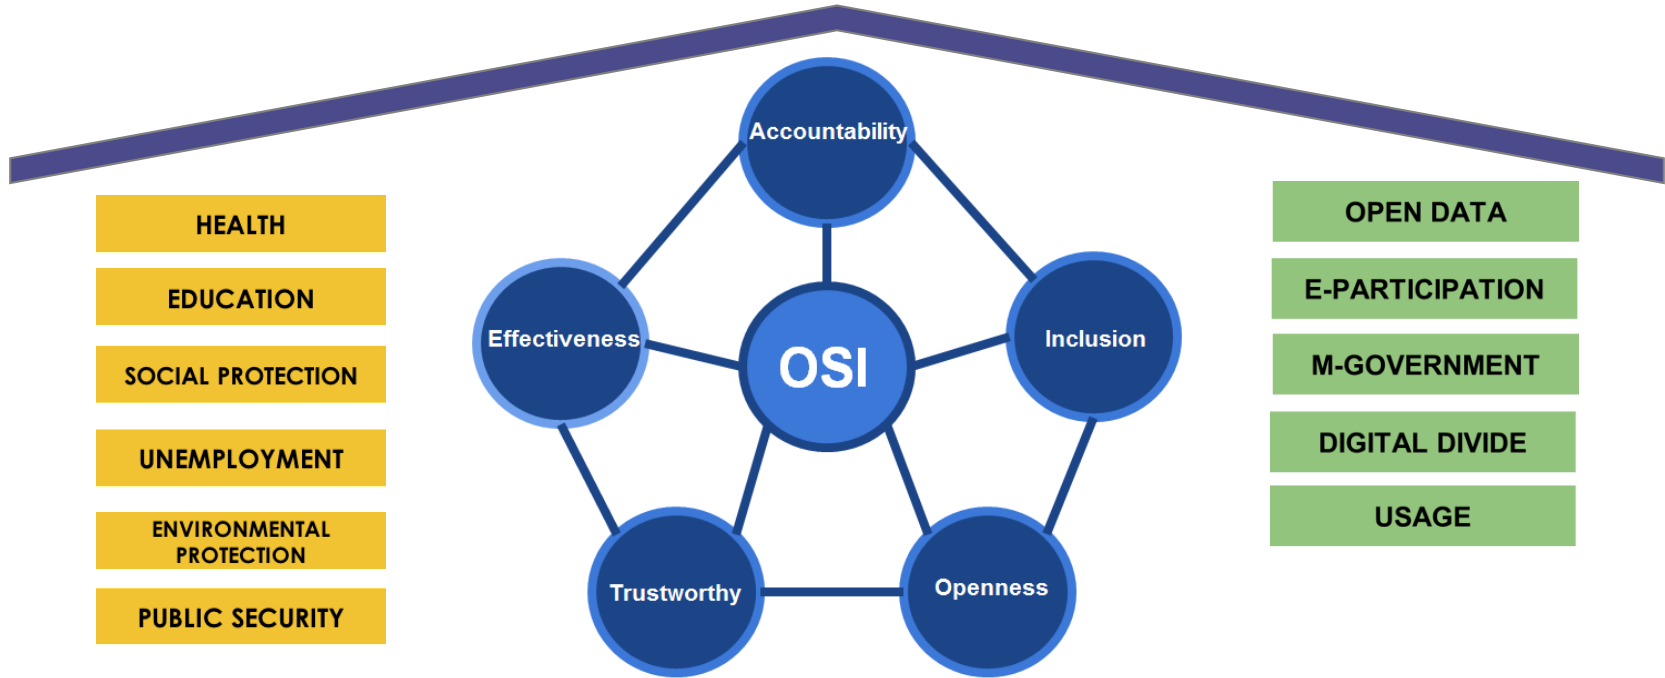 HEALTH
EDUCATION
SOCIAL PROTECTION
UNEMPLOYMENT
ENVIRONMENTAL
PROTECTION
PUBLIC SECURITY
Accountability
Effectiveness
OSI
Inclusion
Trustworthy
Openness
OPEN DATA
E-PARTICIPATION
M-GOVERNMENT
DIGITAL DIVIDE
USAGE